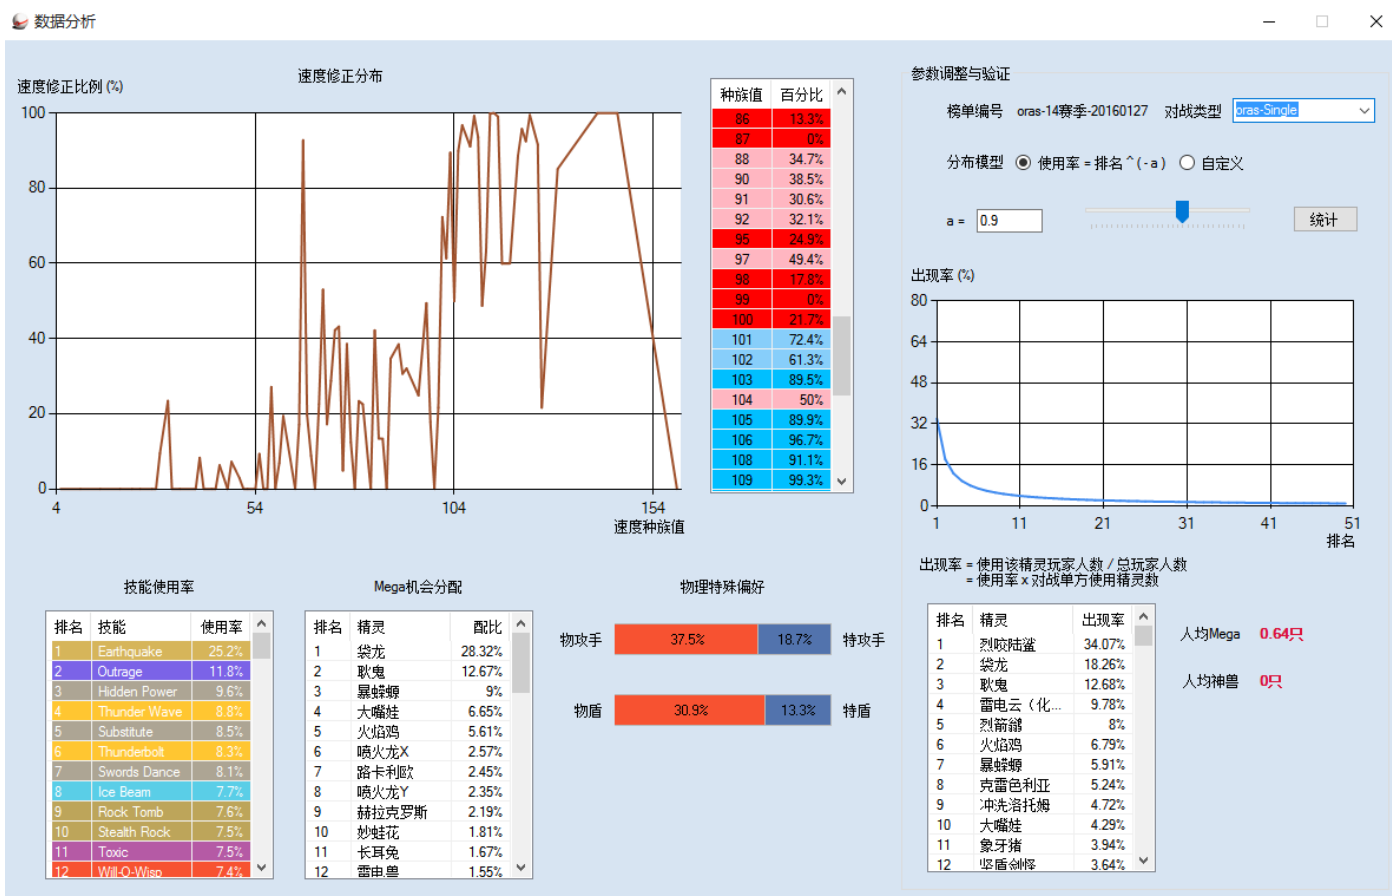 数据分析
速度修正分布
速度修正比例 (%)
100
80
60
40
20
0
4 54 104 154
速度种族值
种族值 百分比
86 13.3%
87 0%
88 34.7%
90 38.5%
91 30.6%
92 32.1%
95 24.9%
97 49.4%
98 17.8%
99 0%
100 21.7%
101 72.4%
102 61.3%
103 89.5%
104 50%
105 89.9%
106 96.7%
108 91.1%
109 99.3%
参数调整与验证
榜单编号 oras-14赛季-20160127 对战类型 oras-Single
分布模型 使用率 = 排名 ^ ( - a ) 自定义
a = 0.9 统计
出现率 (%)
80
64
48
32
16
0
1 11 21 31 41 51
排名
出现率 = 使用该精灵玩家人数 / 总玩家人数
= 使用率 x 对战单方使用精灵数
技能使用率
排名 技能 使用率
1 Earthquake 25.2%
2 Outrage 11.8%
3 Hidden Power 9.6%
4 Thunder Wave 8.8%
5 Substitute 8.5%
6 Thunderbolt 8.3%
7 Swords Dance 8.1%
8 Ice Beam 7.7%
9 Rock Tomb 7.6%
10 Stealth Rock 7.5%
11 Toxic 7.5%
12 Will-O-Wisp 7.4%
Mega机会分配
排名 精灵 配比
1 袋龙 28.32%
2 耿鬼 12.67%
3 暴蝾螈 9%
4 大嘴娃 6.65%
5 火焰鸡 5.61%
6 喷火龙X 2.57%
7 路卡利欧 2.45%
8 喷火龙Y 2.35%
9 赫拉克罗斯 2.19%
10 妙蛙花 1.81%
11 长耳兔 1.67%
12 雷电兽 1.55%
物理特殊偏好
物攻手 37.5% 18.7% 特攻手
物盾 30.9% 13.3% 特盾
排名 精灵 出现率
1 烈咬陆鲨 34.07%
2 袋龙 18.26%
3 耿鬼 12.68%
4 雷电云（化... 9.78%
5 烈箭鹟 8%
6 火焰鸡 6.79%
7 暴蝾螈 5.91%
8 克雷色利亚 5.24%
9 冲洗洛托姆 4.72%
10 大嘴娃 4.29%
11 象牙猪 3.94%
12 坚盾剑怪 3.64%
人均Mega 0.64只
人均神兽 0只